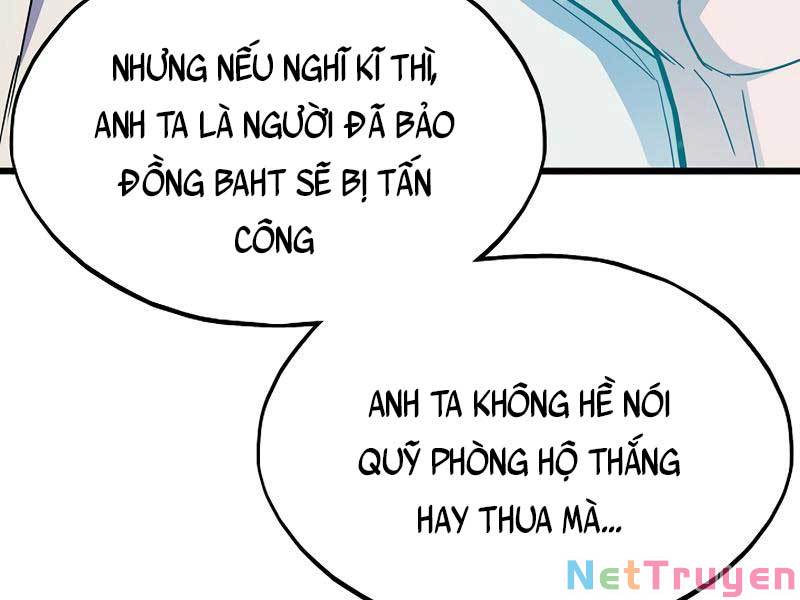 NHƯNG NẾU NGHĨ KĨ THÌ,
ANH TA LÀ NGƯỜI ĐÃ BẢO
ĐỒNG BAHT SẼ BỊ TẤN
CÔNG
ANH TA KHÔNG HỀ NÓI
QUỸ PHÒNG HỘ THẮNG
HAY THUA MÀ...
NetTruyen